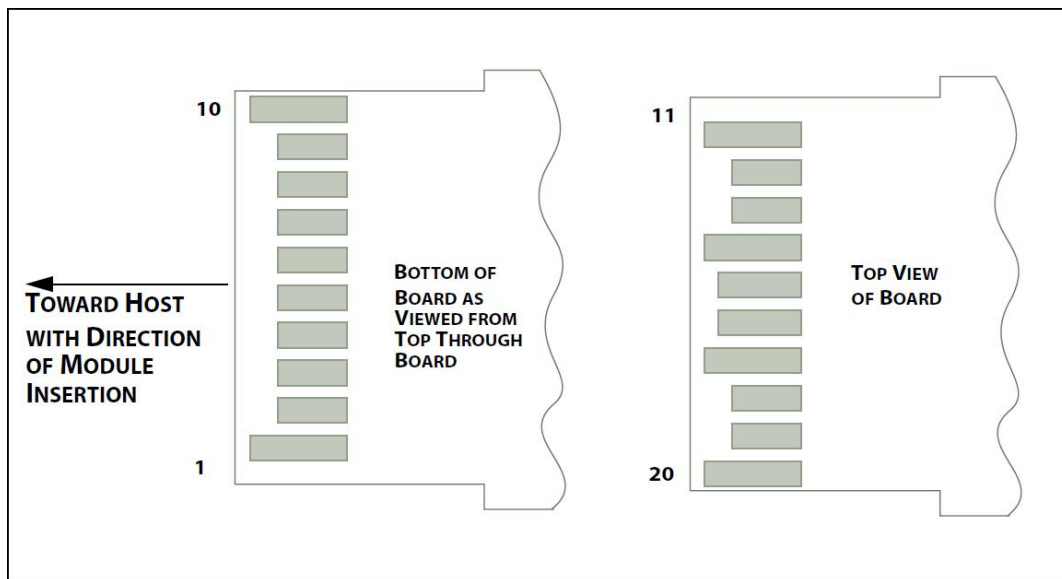 10
1
TOWARD HOST
WITH DIRECTION
OF MODULE
INSERTION
BOTTOM OF
BOARD AS
VIEWED FROM
TOP THROUGH
BOARD
11
20
TOP VIEW
OF BOARD